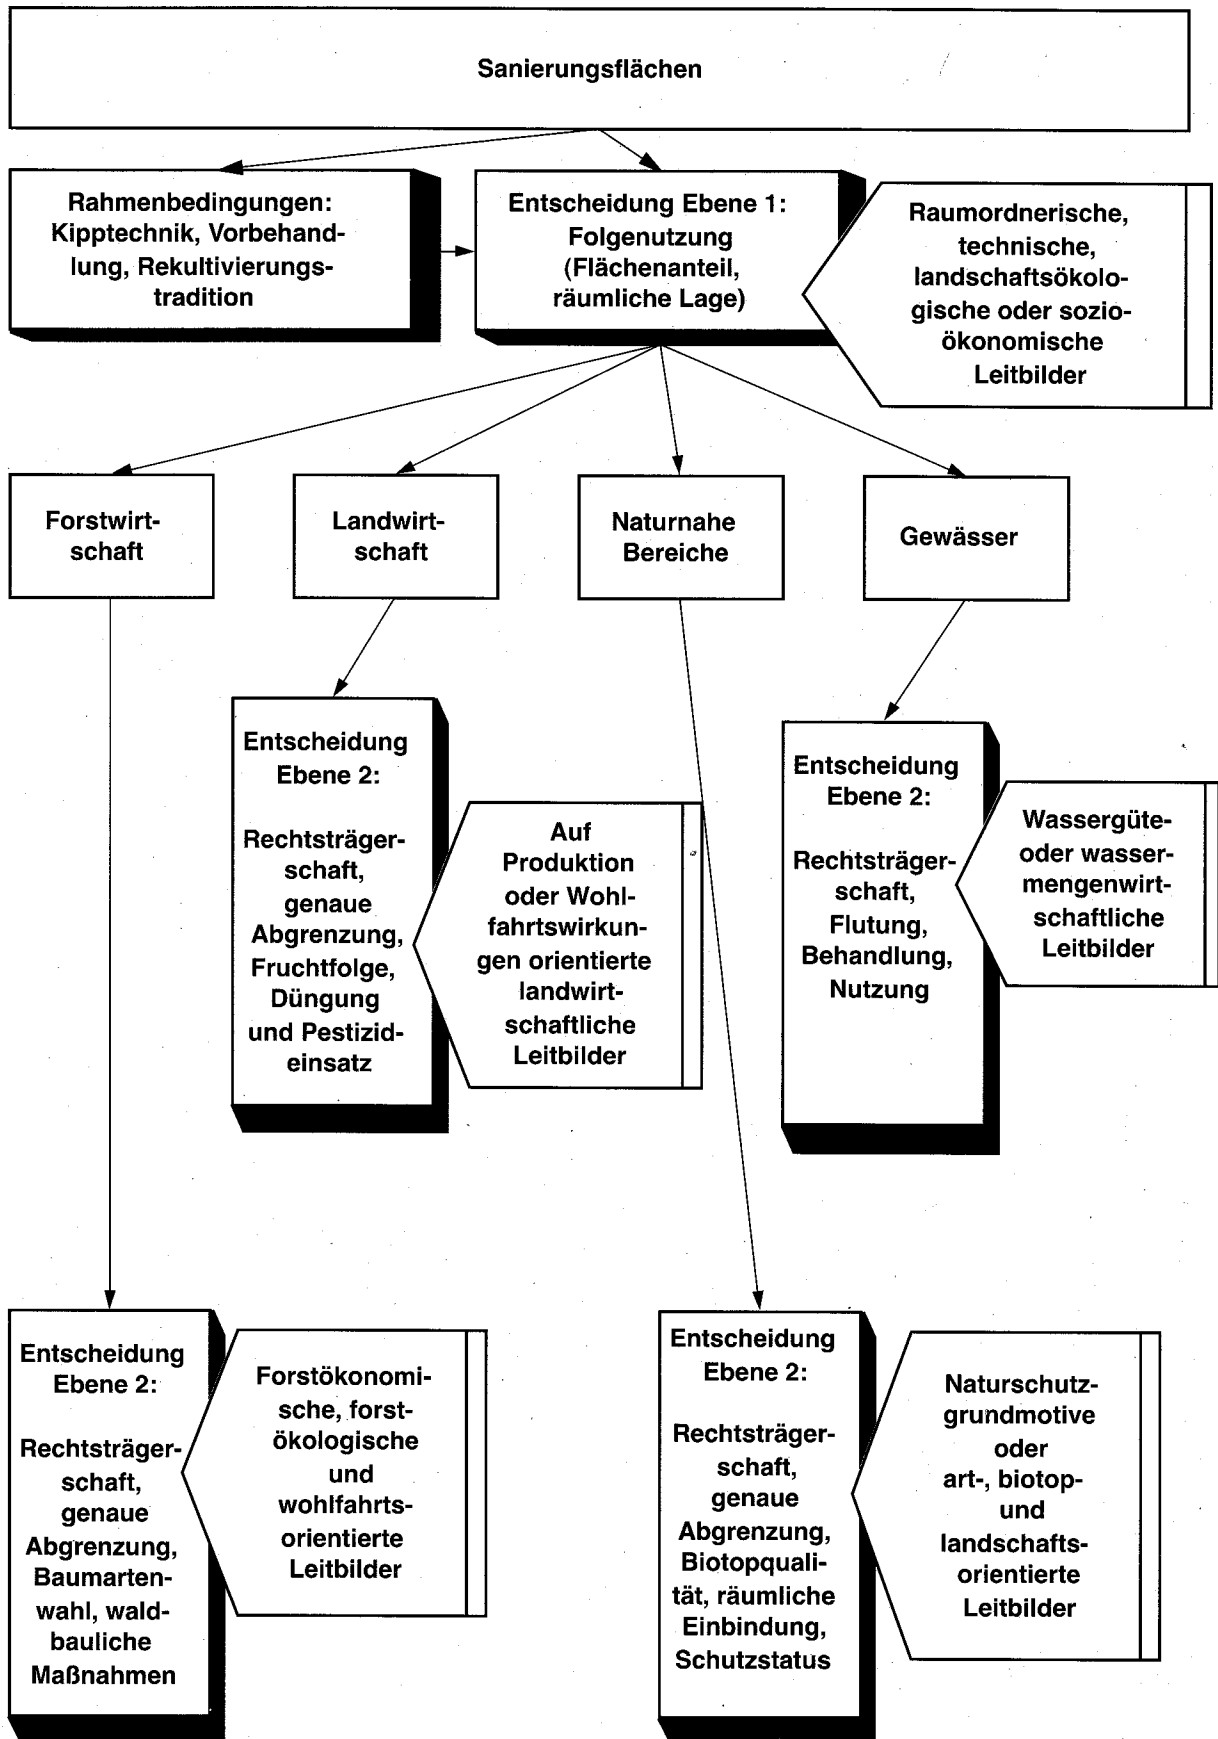 Sanierungsflächen
Rahmenbedingungen:
Kipptechnik, Vorbehand-
lung, Rekultivierungs-
tradition
Entscheidung Ebene 1:
Folgenutzung
(Flächenanteil,
räumliche Lage)
Raumordnerische,
technische,
landschaftsökolo-
gische oder sozio-
ökonomische
Leitbilder
Forstwirt-
schaft
Landwirt-
schaft
Naturnahe
Bereiche
Gewässer
Entscheidung
Ebene 2:
Rechtsträger-
schaft,
genaue
Abgrenzung,
Fruchtfolge,
Düngung
und Pestizid-
einsatz
Auf
Produktion
oder Wohl-
fahrtswirkun-
gen orientierte
landwirt-
schaftliche
Leitbilder
Entscheidung
Ebene 2:
Rechtsträger-
schaft,
Flutung,
Behandlung,
Nutzung
Wassergüte-
oder wasser-
mengenwirt-
schaftliche
Leitbilder
Entscheidung
Ebene 2:
Rechtsträger-
schaft,
genaue
Abgrenzung,
Baumarten-
wahl, wald-
bauliche
Maßnahmen
Forstökonomi-
sche, forst-
ökologische
und
wohlfahrts-
orientierte
Leitbilder
Entscheidung
Ebene 2:
Rechtsträger-
schaft,
genaue
Abgrenzung,
Biotopquali-
tät, räumliche
Einbindung,
Schutzstatus
Naturschutz-
grundmotive
oder
art-, biotop-
und
landschafts-
orientierte
Leitbilder